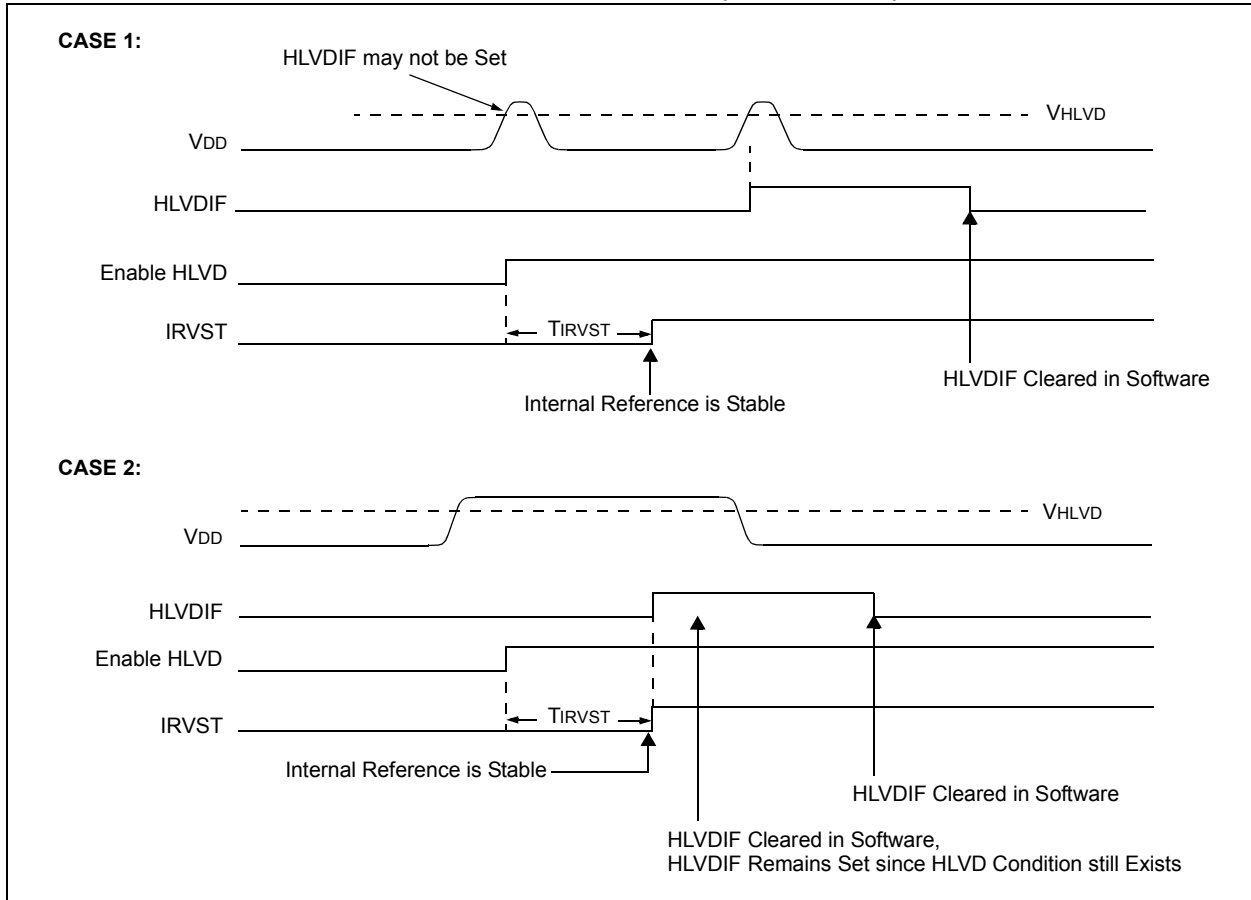 CASE 1:
HLVDIF may not be Set
VHLVD
VDD
HLVDIF
Enable HLVD
TIRVST
IRVST
HLVDIF Cleared in Software
Internal Reference is Stable
CASE 2:
VHLVD
VDD
HLVDIF
Enable HLVD
TIRVST
IRVST
Internal Reference is Stable
HLVDIF Cleared in Software
HLVDIF Cleared in Software,
HLVDIF Remains Set since HLVD Condition still Exists